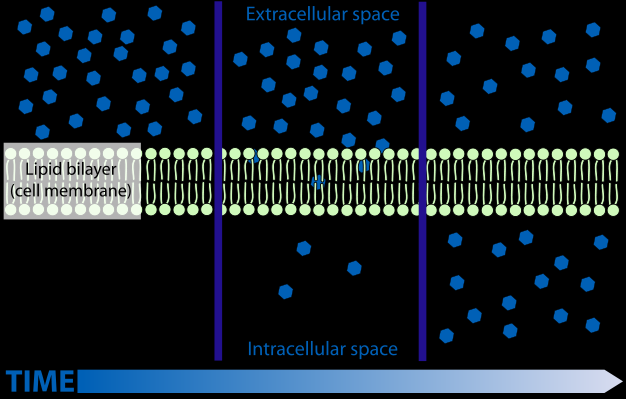 Extracellular space
Lipid bilayer
(cell membrane)
Intracellular space
TIME